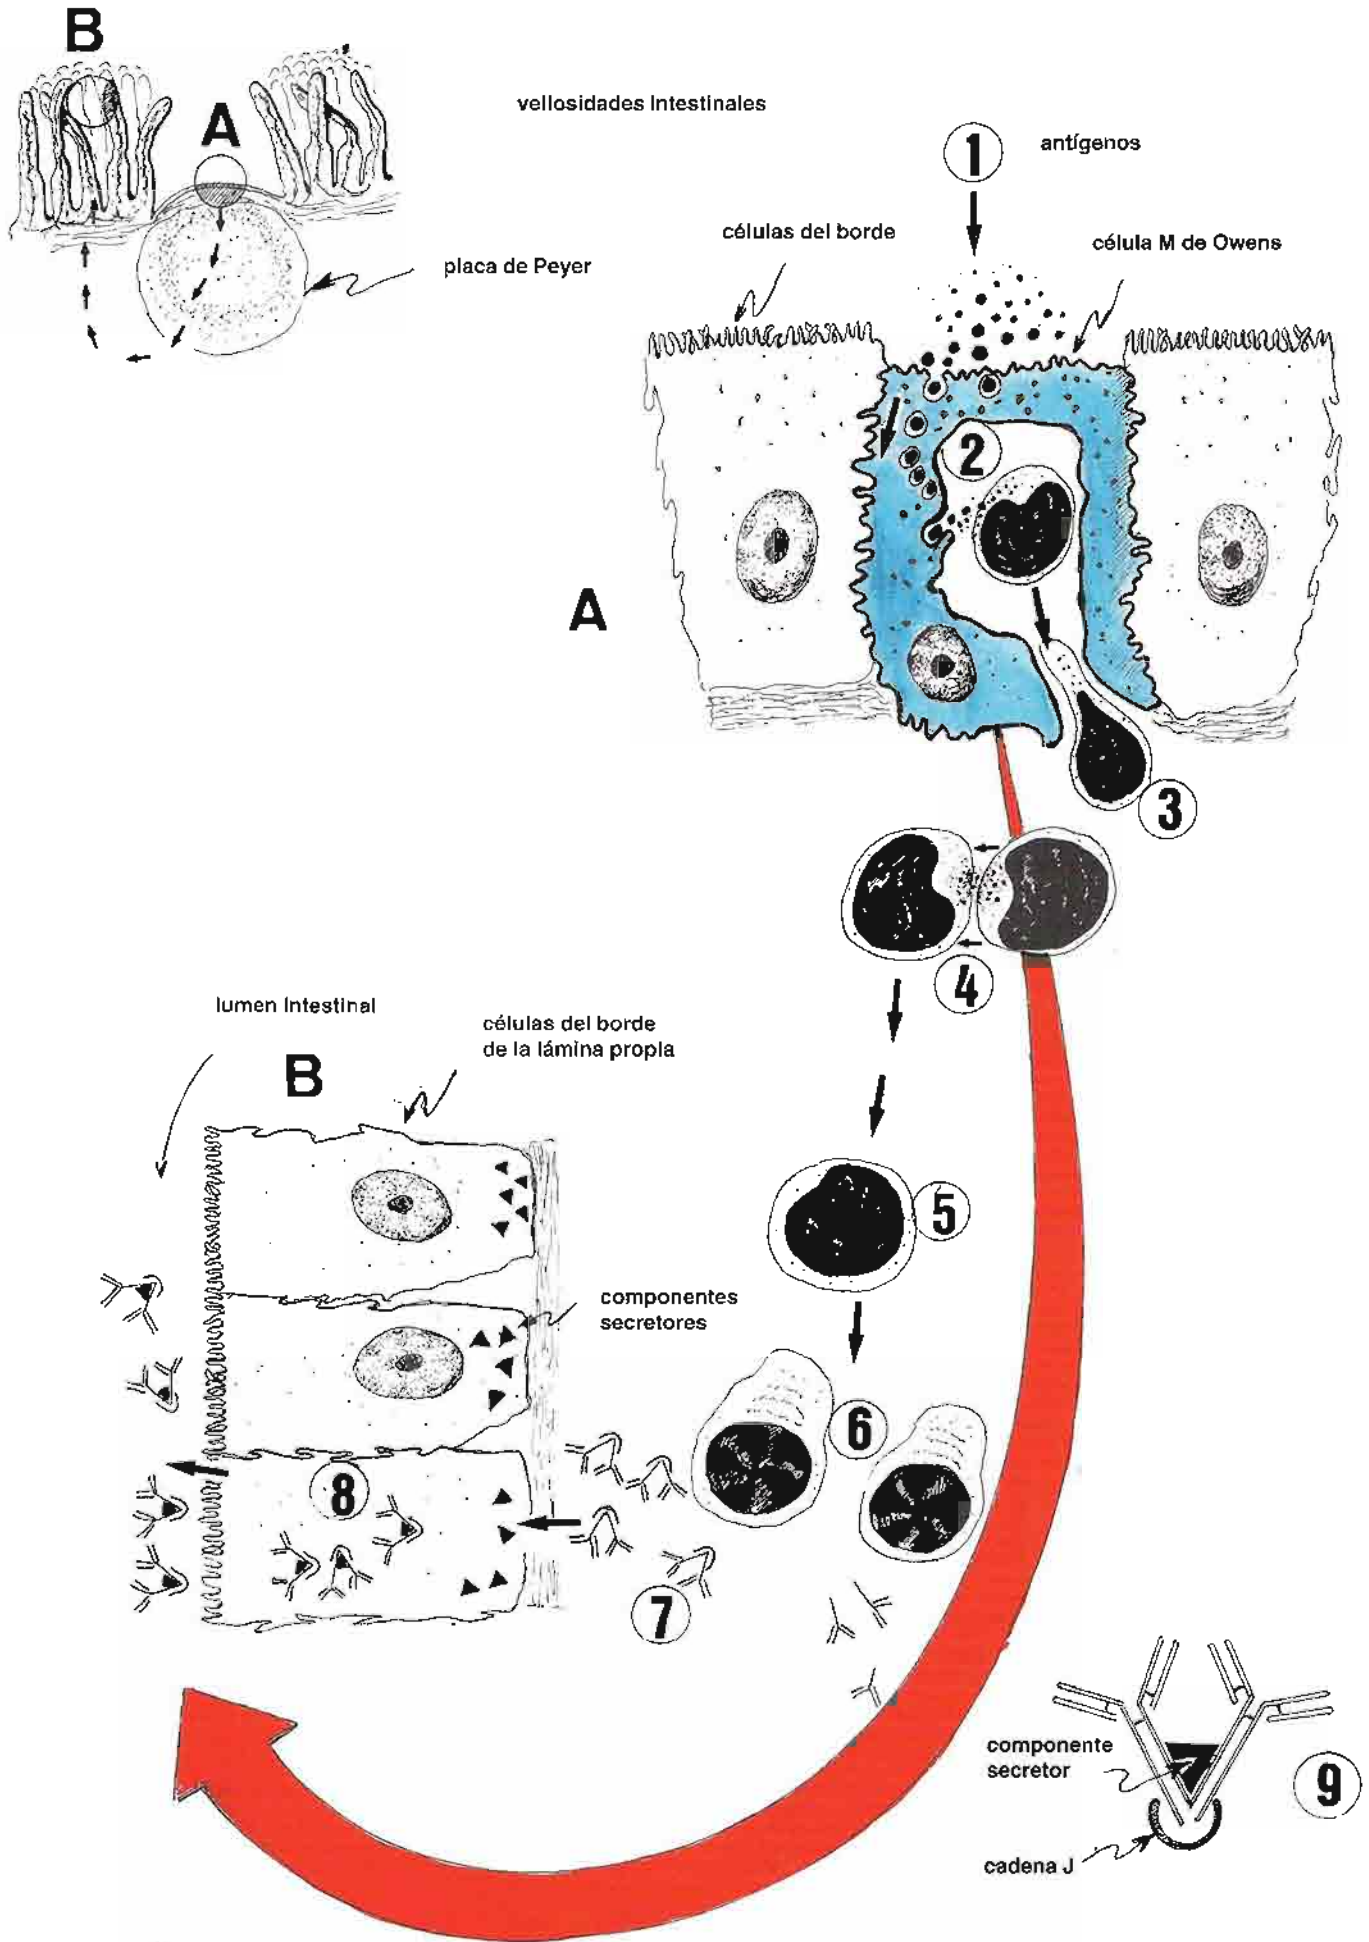 B
A
vellosidades Intestinales
1
antígenos
células del borde
célula M de Owens
placa de Peyer
2
A
3
4
lumen Intestinal
células del borde
de la lámina propia
B
5
componentes
secretores
6
8
7
componente
secretor
9
cadena J